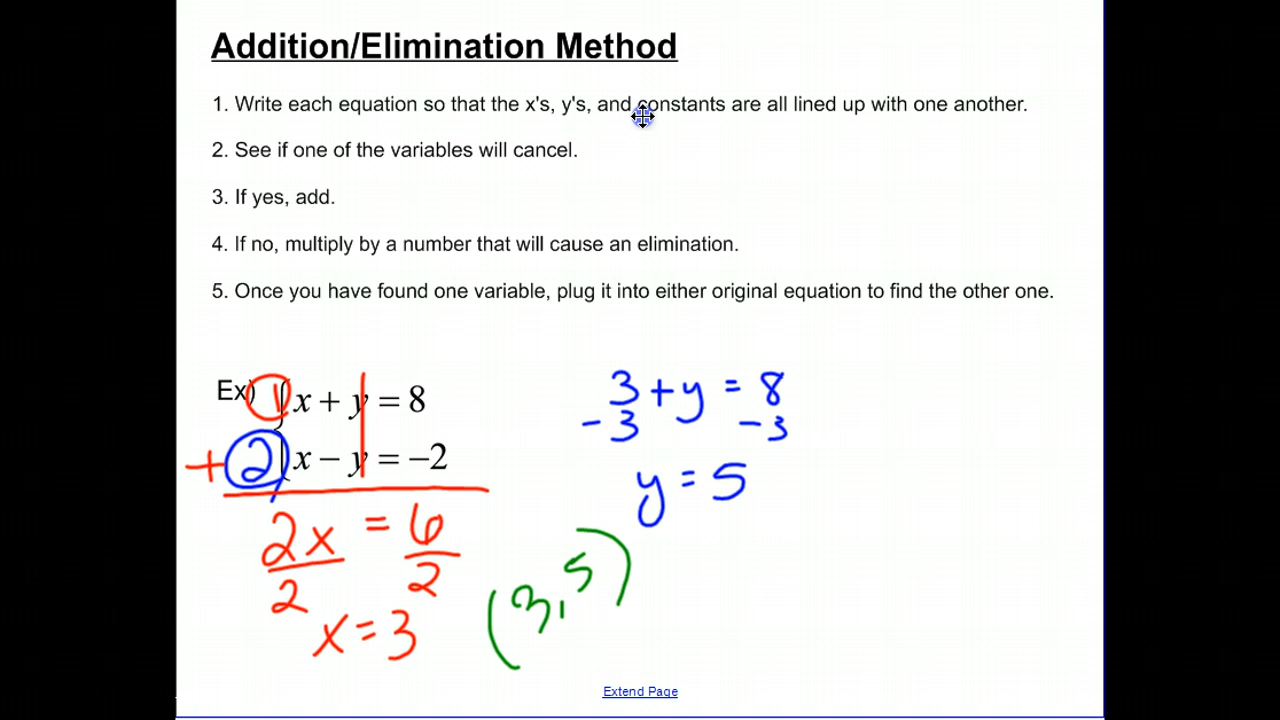 Addition/Elimination Method
1. Write each equation so that the x's, y's, and constants are all lined up with one another.
2. See if one of the variables will cancel.
3. If yes, add.
4. If no, multiply by a number that will cause an elimination.
5. Once you have found one variable, plug it into either original equation to find the other one.
Ex) 1 x + y = 8
+ 2 x − y = −2
2x = 6
2 2
x = 3
3 + y = 8
−3 −3
y = 5
(3, 5)
Extend Page